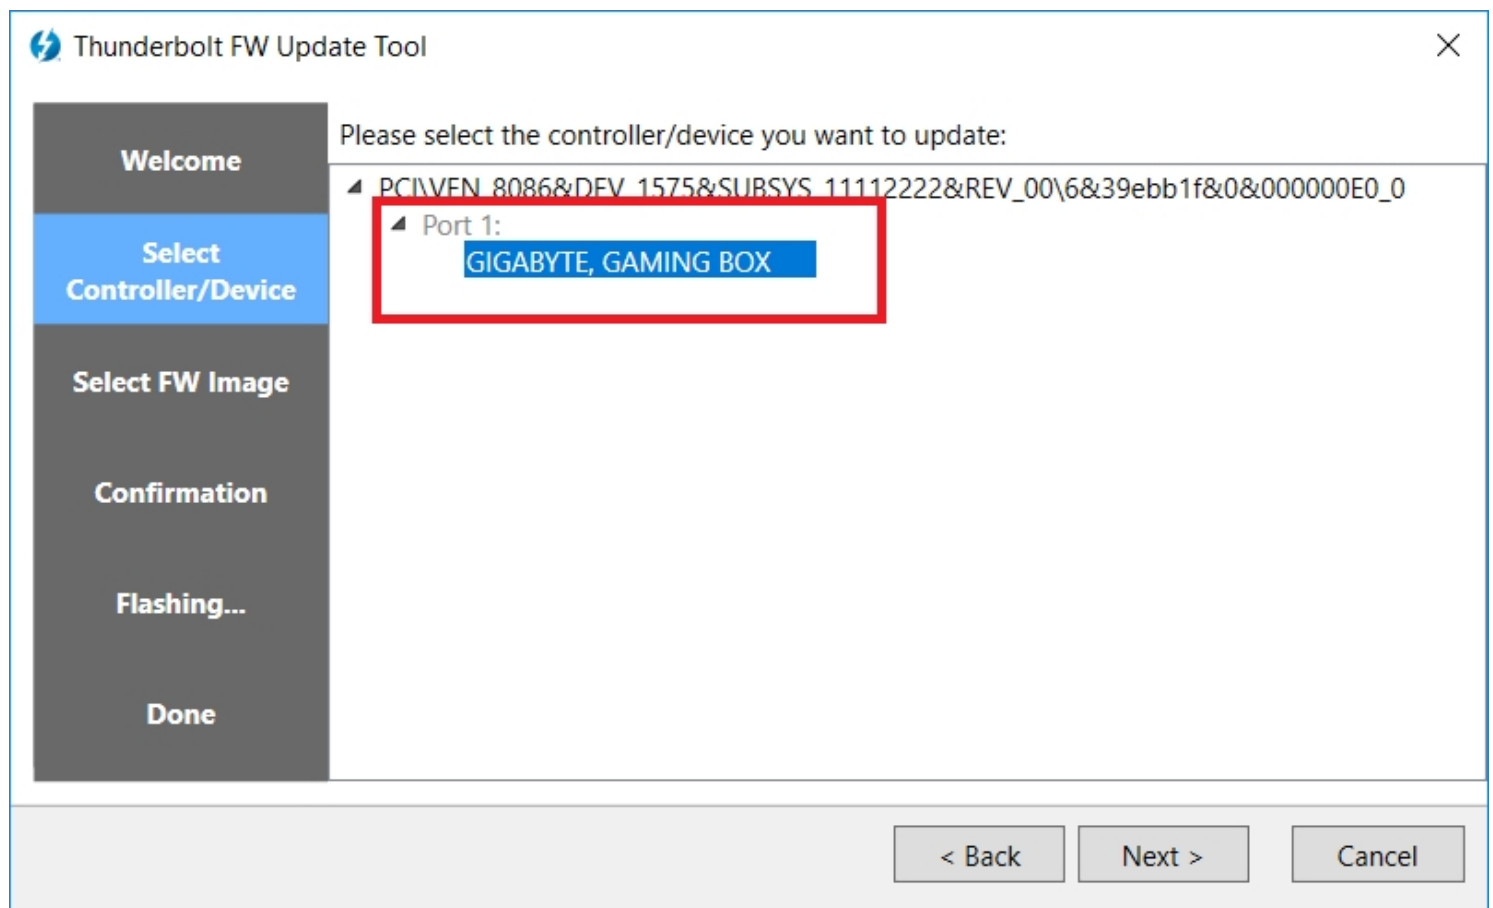 Thunderbolt FW Update Tool
Welcome
Select
Controller/Device
Select FW Image
Confirmation
Flashing...
Done
Please select the controller/device you want to update:
PCI\VEN_8086&DEV_1575&SUBSYS_11112222&REV_00\6&39ebb1f&0&000000E0_0
Port 1:
GIGABYTE, GAMING BOX
< Back
Next >
Cancel